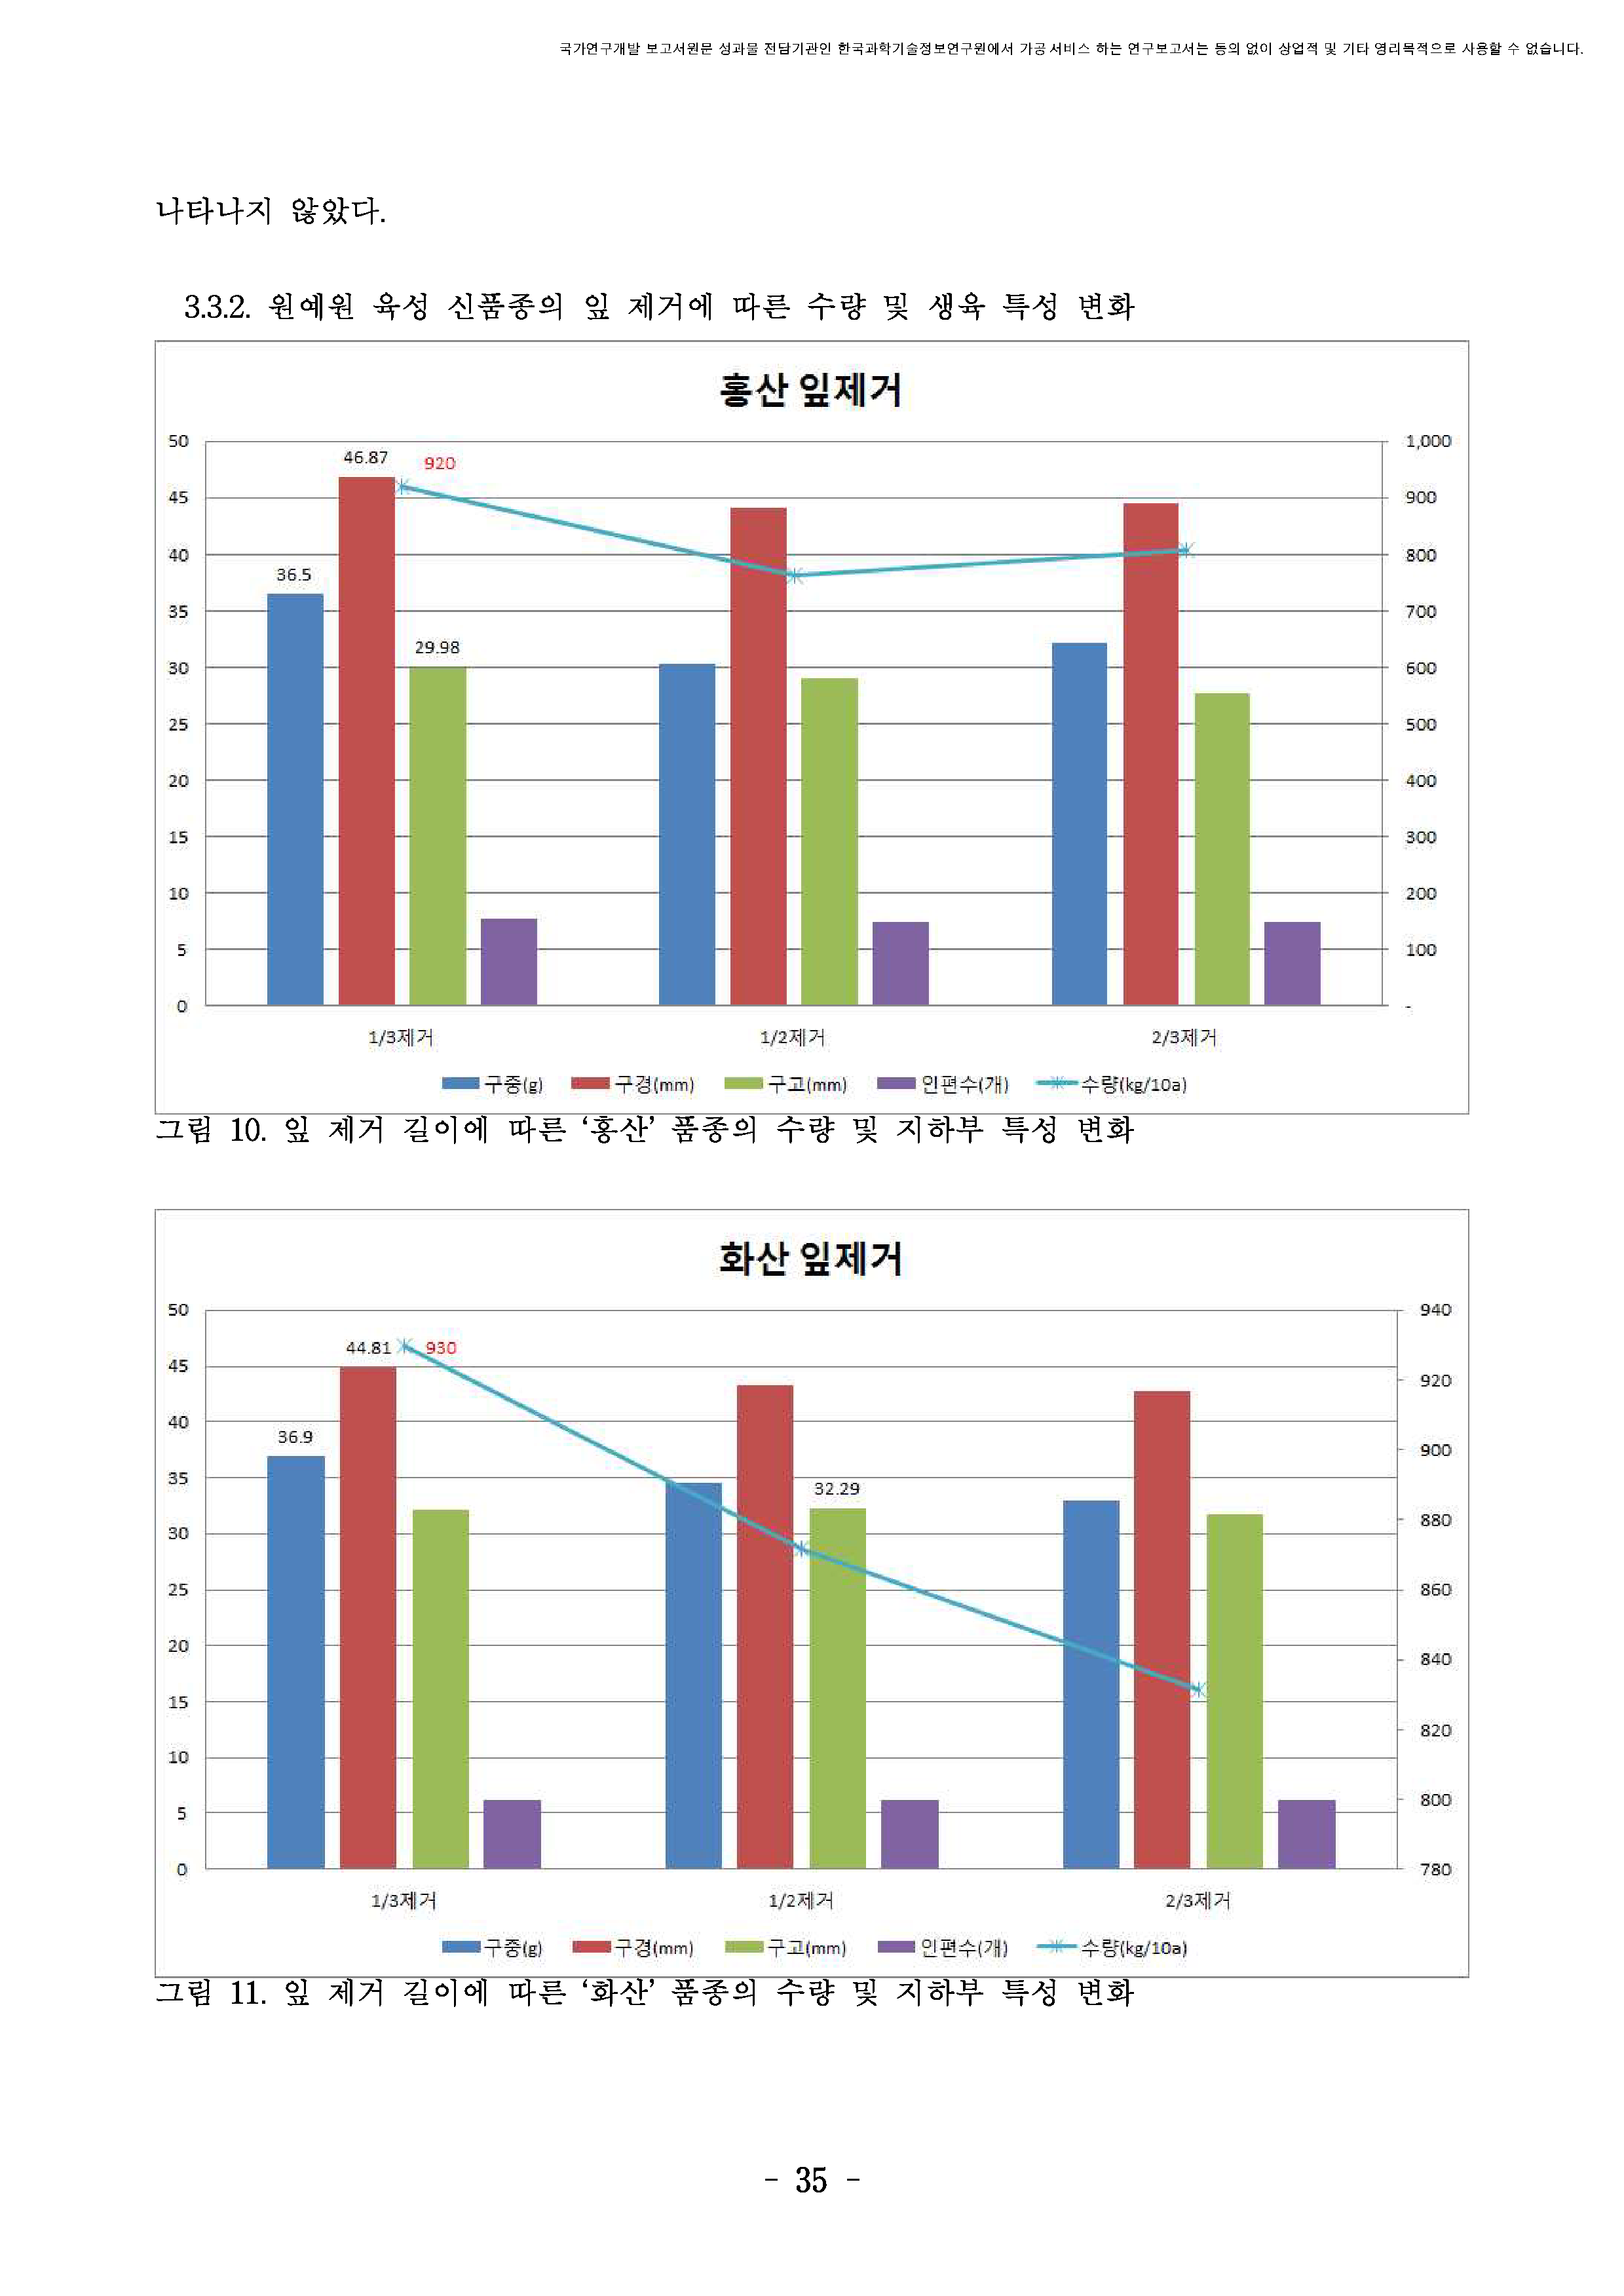 국가연구개발 보고서원문 성과물 전담기관인 한국과학기술정보연구원에서 가공·서비스 하는 연구보고서는 동의 없이 상업적 및 기타 영리목적으로 사용할 수 없습니다.
나타나지 않았다.
3.3.2. 원예원 육성 신품종의 잎 제거에 따른 수량 및 생육 특성 변화
홍산 잎제거
50 1,000
46.87 920
45 900
40 800
36.5
35 700
29.98
30 600
25 500
20 400
15 300
10 200
5 100
0 -
1/3제거 1/2제거 2/3제거
구중(g) 구경(mm) 구고(mm) 인편수(개) 수량(kg/10a)
그림 10. 잎 제거 길이에 따른 ‘홍산’ 품종의 수량 및 지하부 특성 변화
화산 잎제거
50 940
44.81 930
45
920
40
36.9
900
35
32.29
880
30
25 860
20
840
15
820
10
5 800
0 780
1/3제거 1/2제거 2/3제거
구중(g) 구경(mm) 구고(mm) 인편수(개) 수량(kg/10a)
그림 11. 잎 제거 길이에 따른 ‘화산’ 품종의 수량 및 지하부 특성 변화
- 35 -